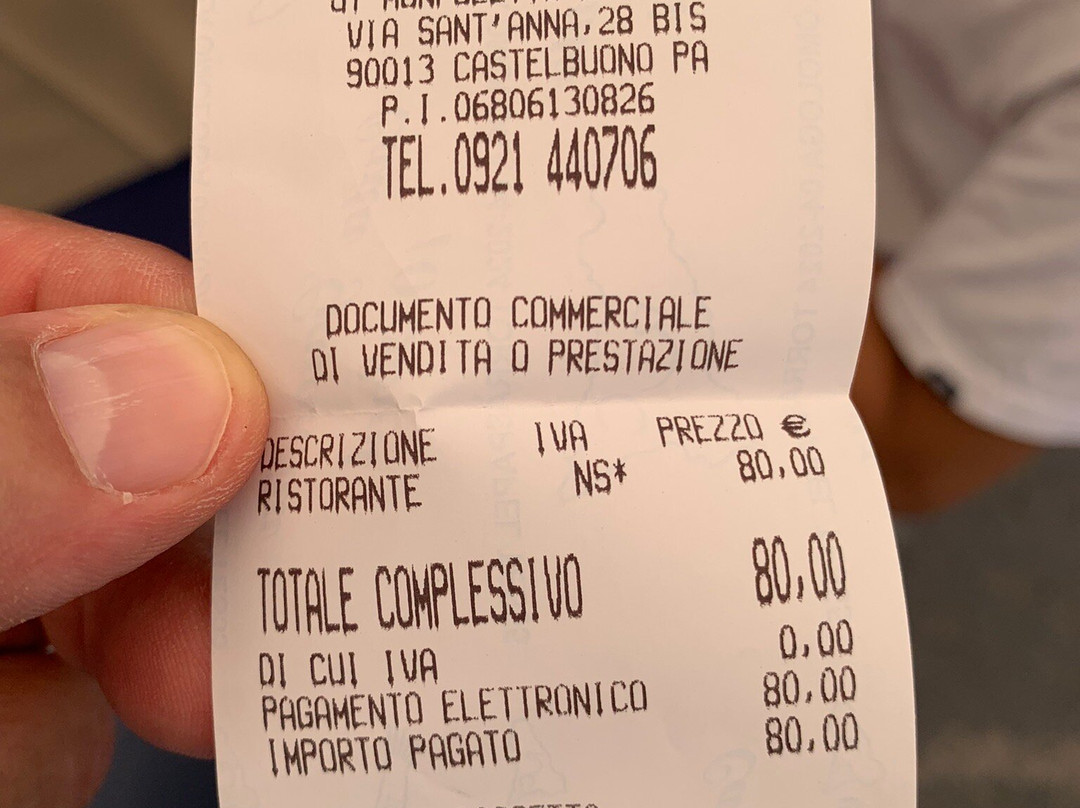 VIA SANT'ANNA,28 BIS
90013 CASTELBUONO PA
P.I.06806130826
TEL.0921 440706
DOCUMENTO COMMERCIALE
DI VENDITA O PRESTAZIONE
DESCRIZIONE IVA PREZZO €
RISTORANTE NS* 80,00
TOTALE COMPLESSIVO 80,00
DI CUI IVA 0,00
PAGAMENTO ELETTRONICO 80,00
IMPORTO PAGATO 80,00